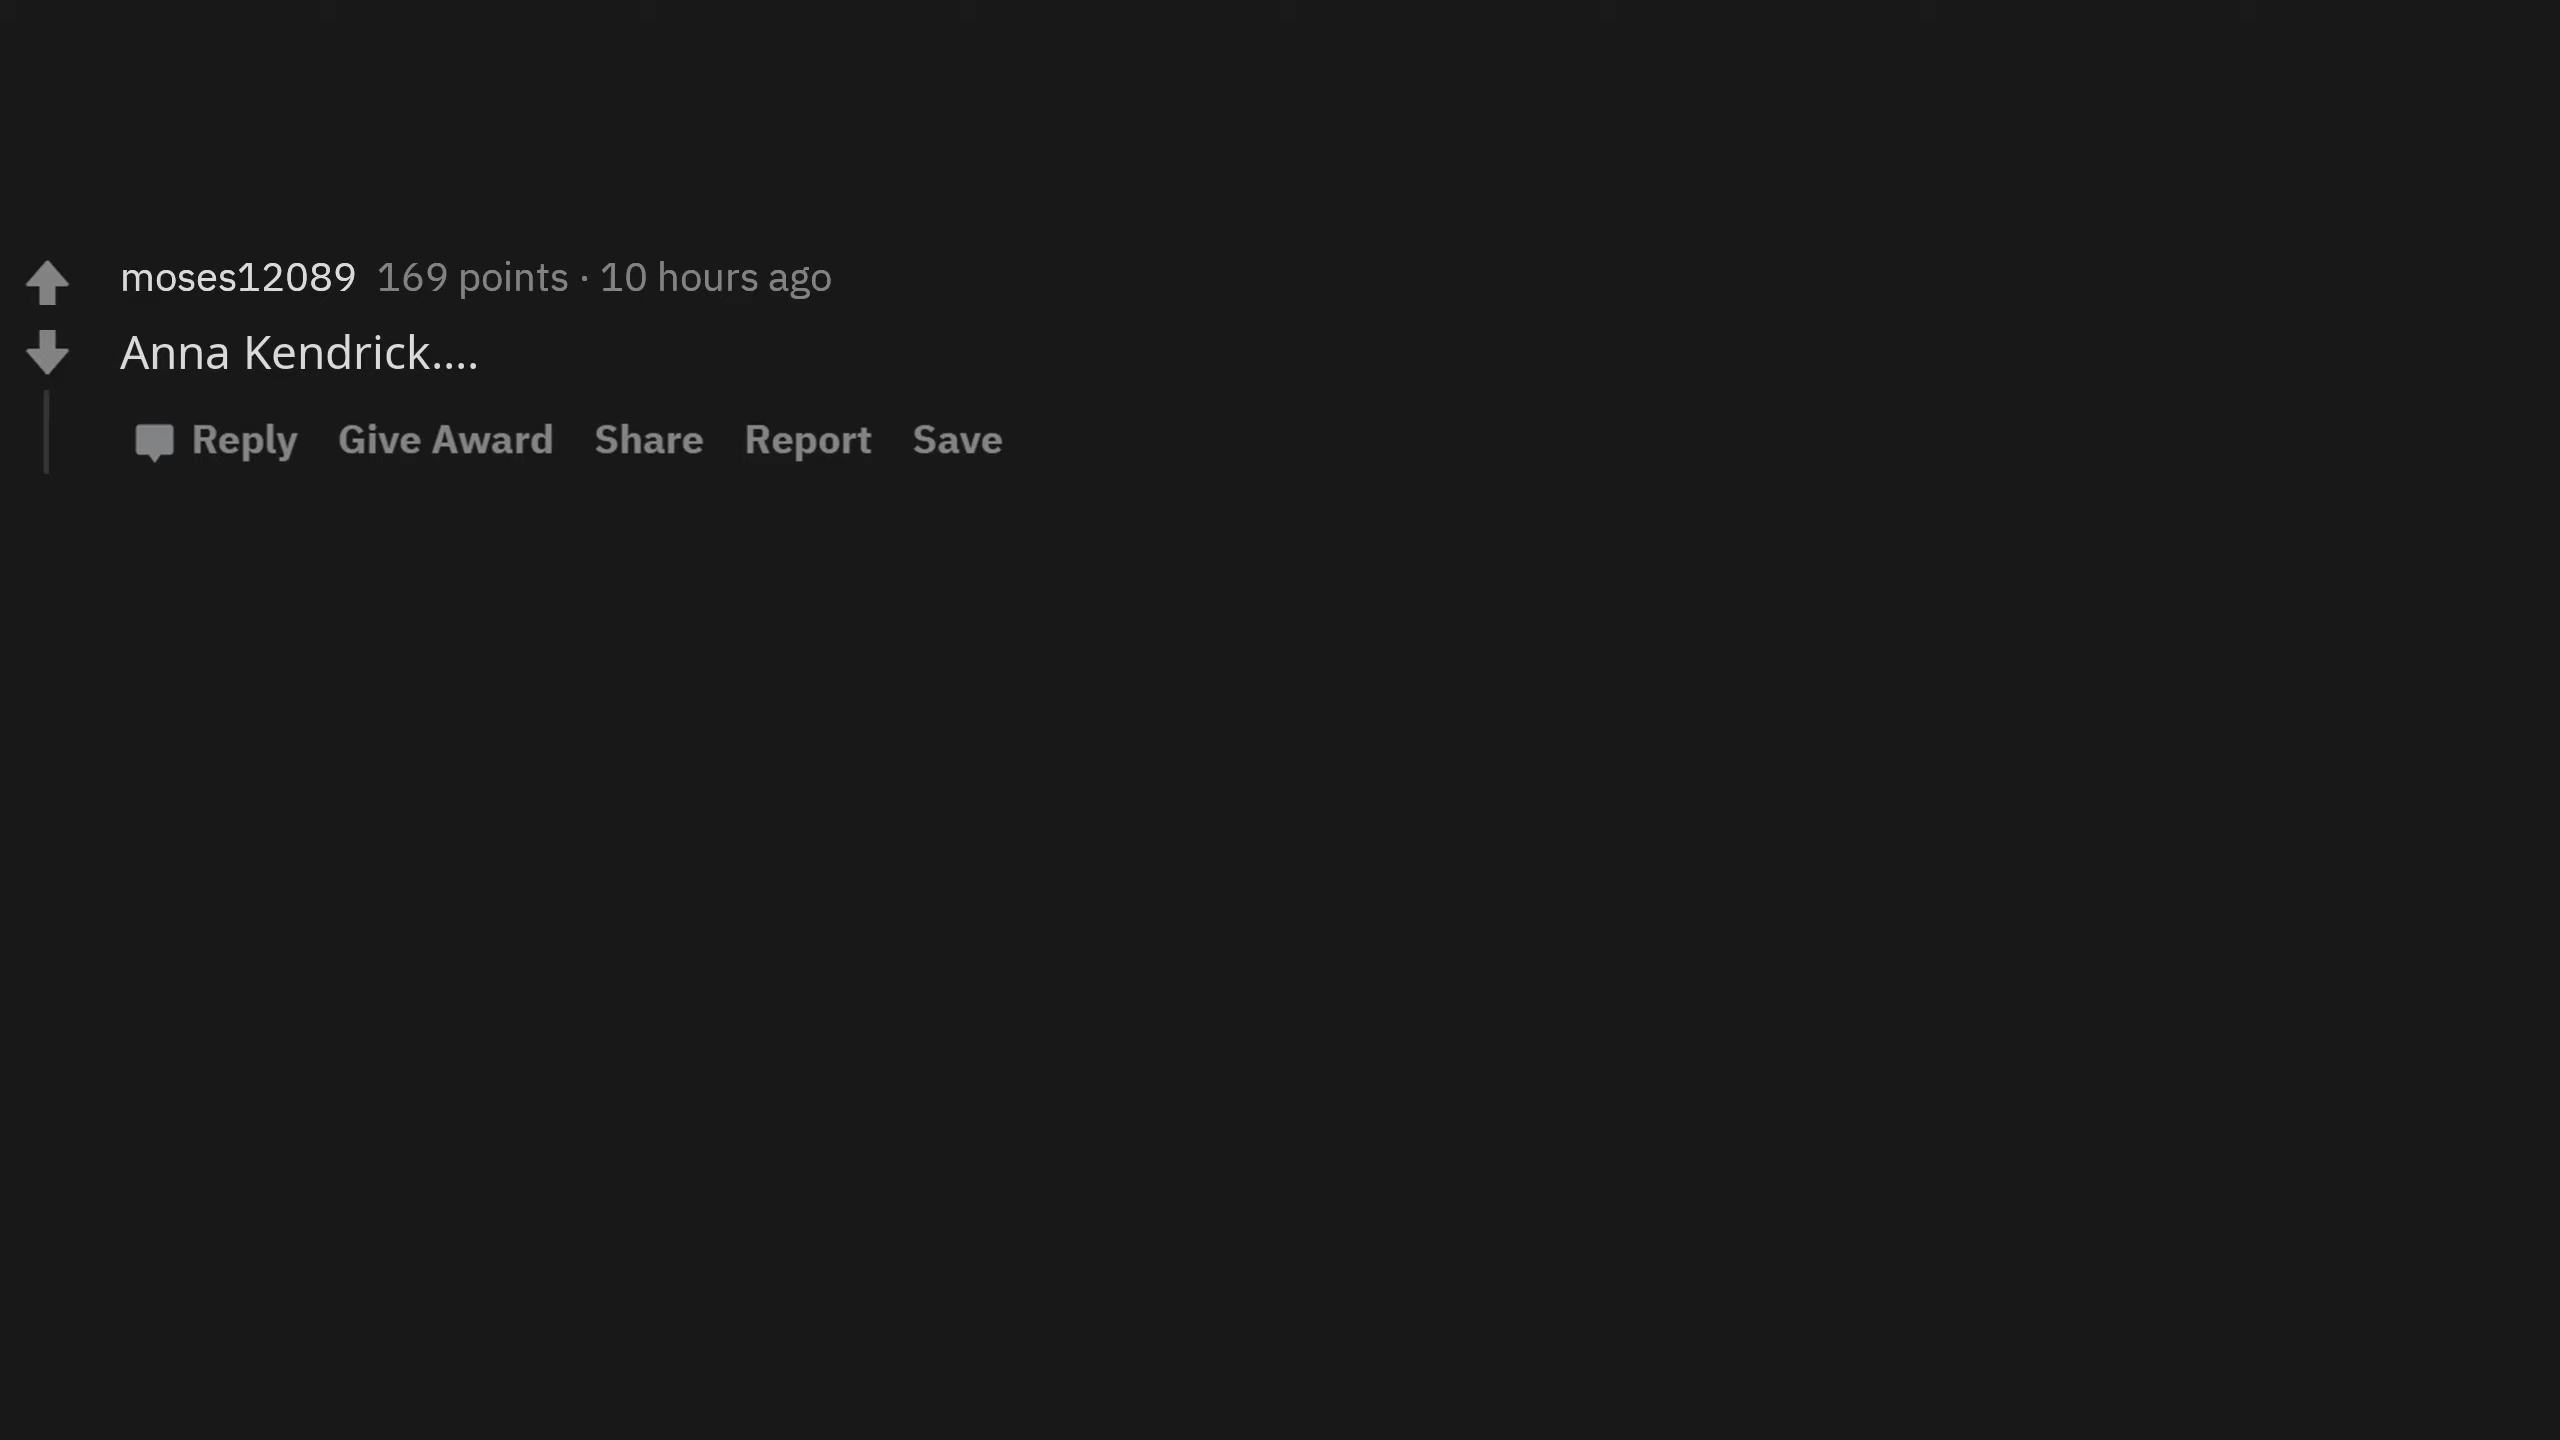 moses12089 169 points · 10 hours ago
Anna Kendrick....
Reply Give Award Share Report Save